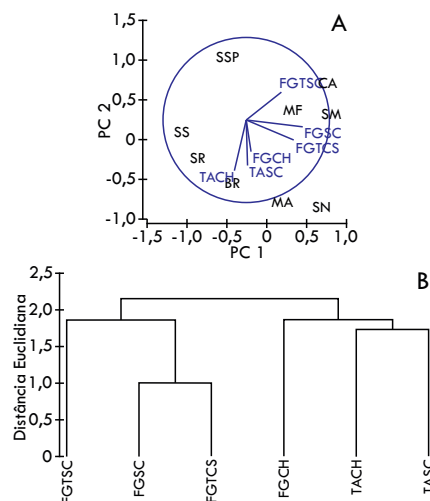 A
1,5
1,0
0,5
0,0
-0,5
-1,0
PC 2
SSP
FGTSC
CA
MF
SM
SS
FGSC
FGTCS
SR
FGCH
TASC
TACH
BR
MA
SN
-1,5 -1,0 -0,5 0,0 0,5 1,0
PC 1
B
2,5
2,0
1,5
1,0
0,5
0
Distância Euclidiana
FGTSC
FGSC
FGTCS
FGCH
TACH
TASC